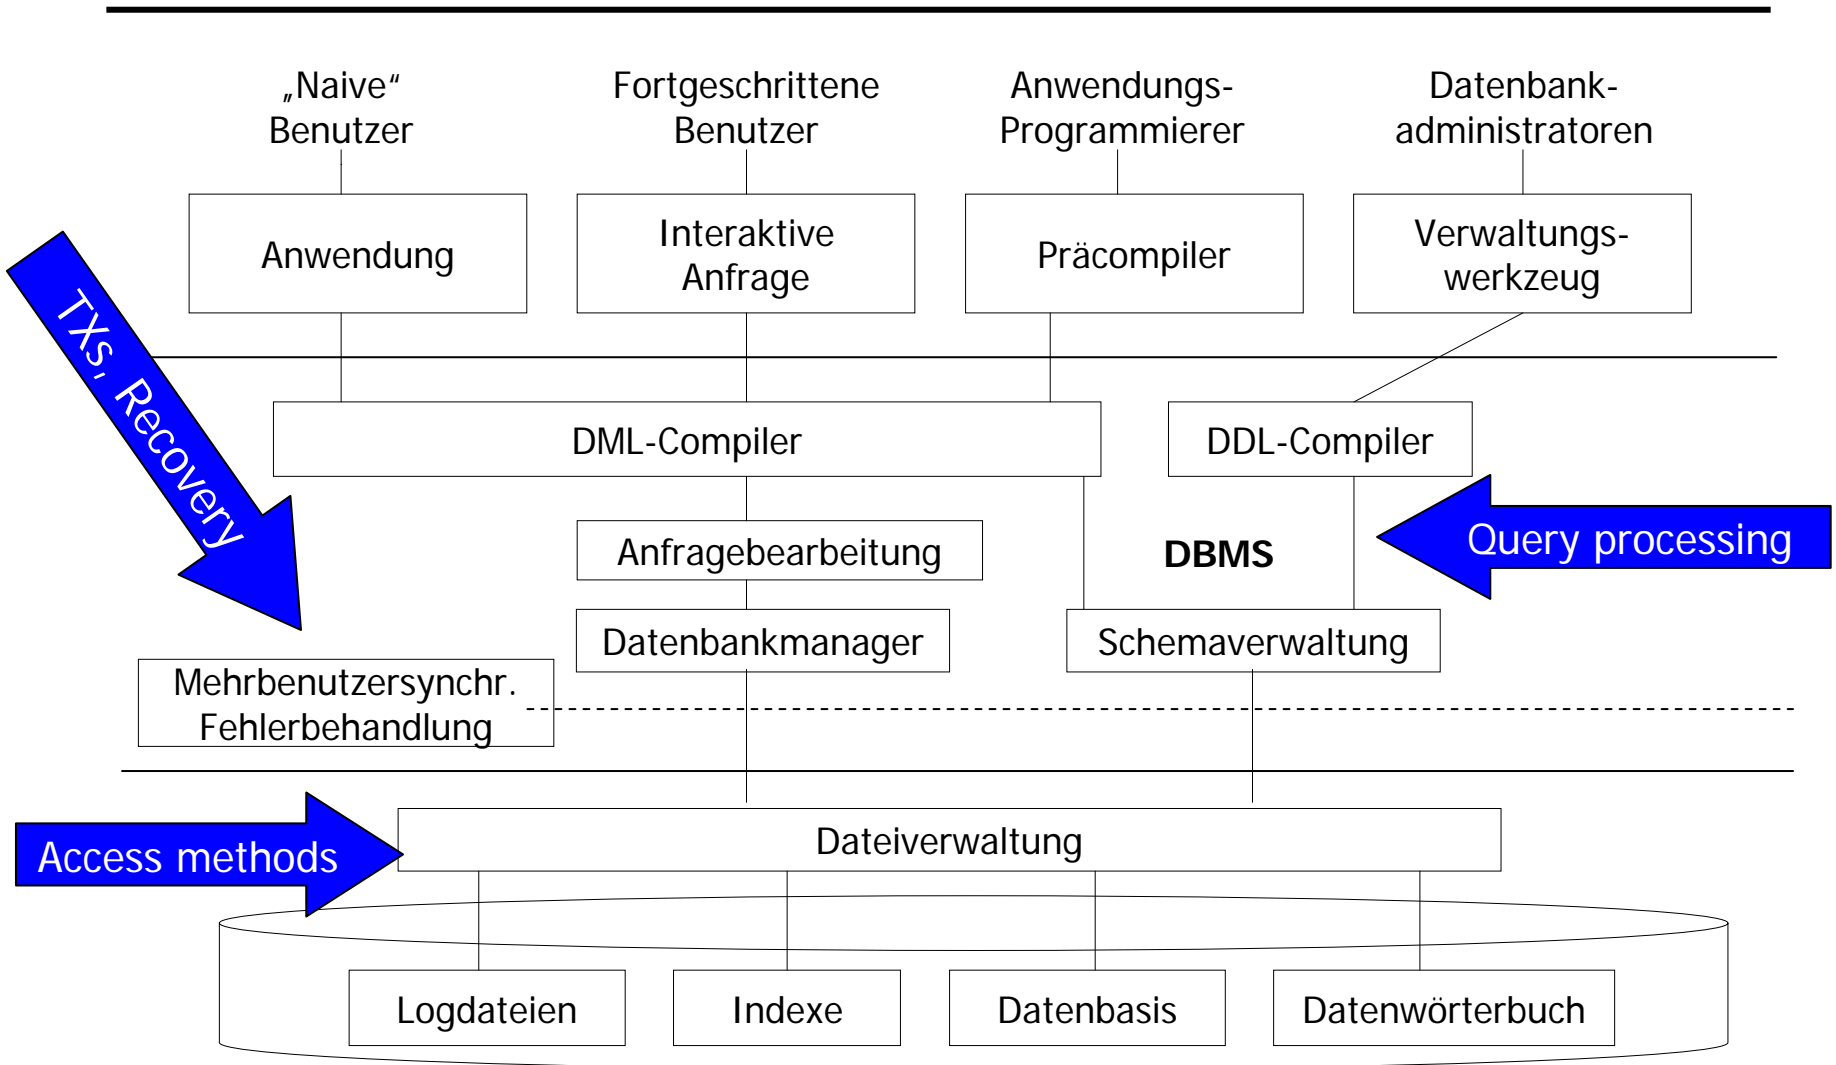 „Naive“
Benutzer
Fortgeschrittene
Benutzer
Anwendungs-
Programmierer
Datenbank-
administratoren
Anwendung
Interaktive
Anfrage
Präcompiler
Verwaltungs-
werkzeug
TXs, Recovery
DML-Compiler
DDL-Compiler
Anfragebearbeitung
DBMS
Query processing
Datenbankmanager
Schemaverwaltung
Mehrbenutzersynchr.
Fehlerbehandlung
Access methods
Dateiverwaltung
Logdateien
Indexe
Datenbasis
Datenwörterbuch